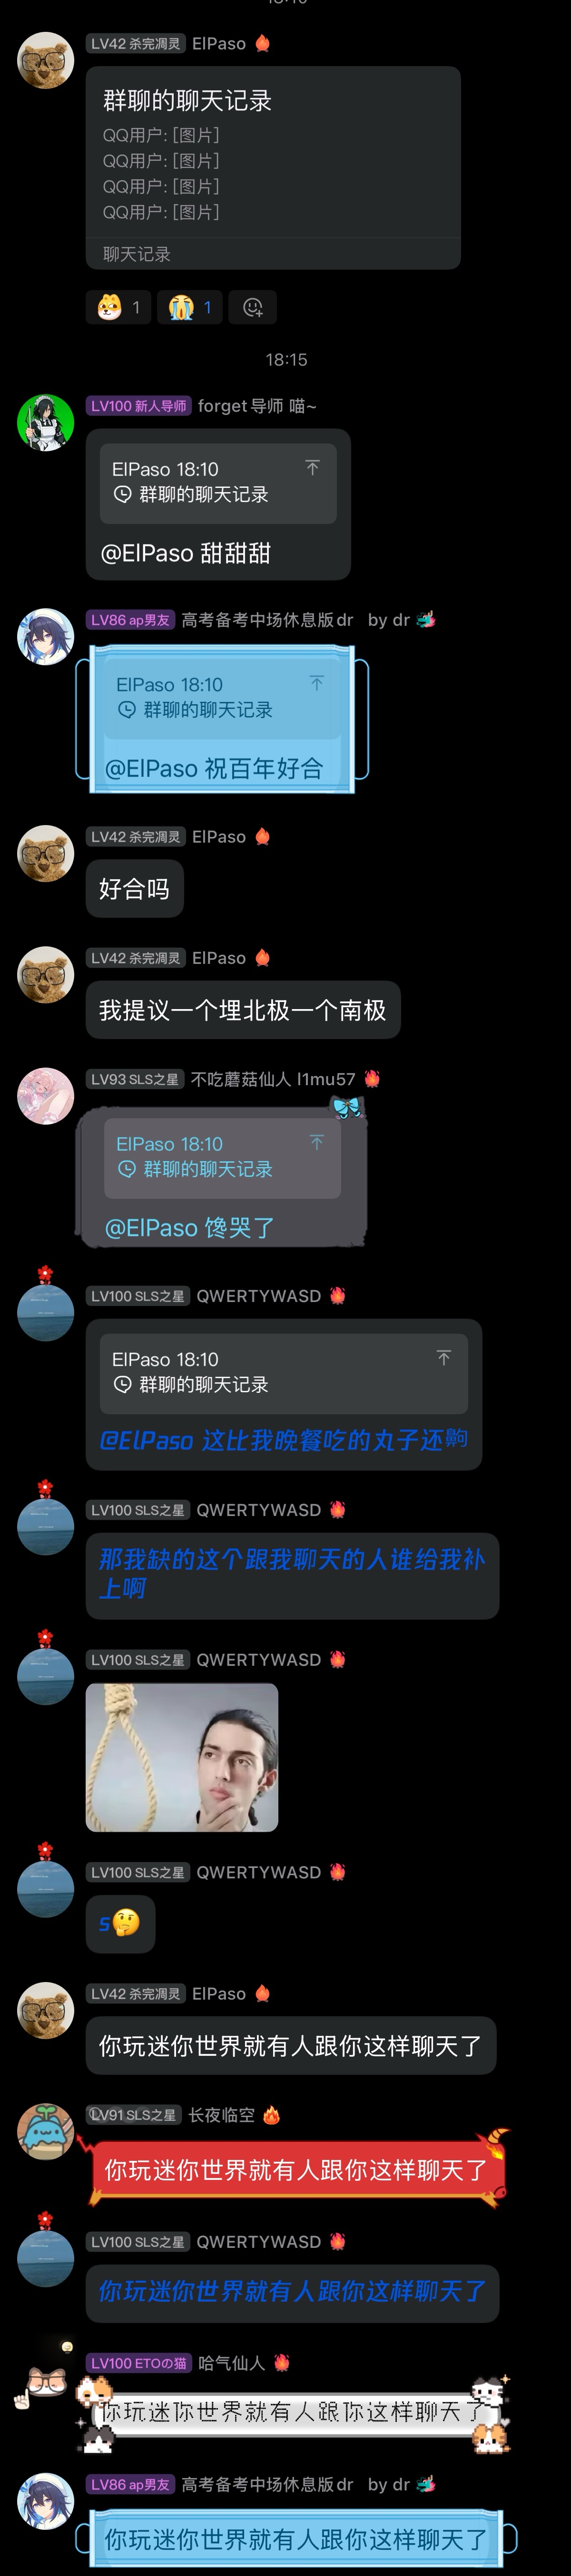 LV42 杀完凋灵 ElPaso
群聊的聊天记录
QQ用户: [图片]
QQ用户: [图片]
QQ用户: [图片]
QQ用户: [图片]
聊天记录
1 1
18:15
LV100 新人导师 forget导师 喵~
ElPaso 18:10
群聊的聊天记录
@ElPaso 甜甜甜
LV86 ap男友 高考备考中场休息版dr by dr
ElPaso 18:10
群聊的聊天记录
@ElPaso 祝百年好合
LV42 杀完凋灵 ElPaso
好合吗
LV42 杀完凋灵 ElPaso
我提议一个埋北极一个南极
LV93 SLS之星 不吃蘑菇仙人 l1mu57
ElPaso 18:10
群聊的聊天记录
@ElPaso 馋哭了
LV100 SLS之星 QWERTYWASD
ElPaso 18:10
群聊的聊天记录
@ElPaso 这比我晚餐吃的丸子还齁
LV100 SLS之星 QWERTYWASD
那我缺的这个跟我聊天的人谁给我补
上啊
LV100 SLS之星 QWERTYWASD
LV100 SLS之星 QWERTYWASD
s🤔
LV42 杀完凋灵 ElPaso
你玩迷你世界就有人跟你这样聊天了
LV91 SLS之星 长夜临空
你玩迷你世界就有人跟你这样聊天了
LV100 SLS之星 QWERTYWASD
你玩迷你世界就有人跟你这样聊天了
LV100 ETOの猫 哈气仙人
你玩迷你世界就有人跟你这样聊天了
LV86 ap男友 高考备考中场休息版dr by dr
你玩迷你世界就有人跟你这样聊天了